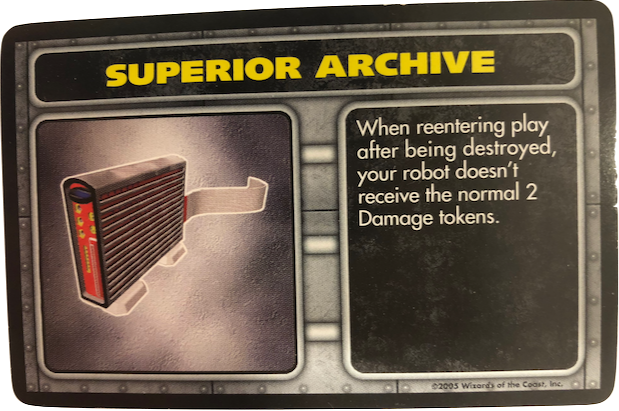 SUPERIOR ARCHIVE
When reentering play
after being destroyed,
your robot doesn't
receive the normal 2
Damage tokens.
©2005 Wizards of the Coast, Inc.